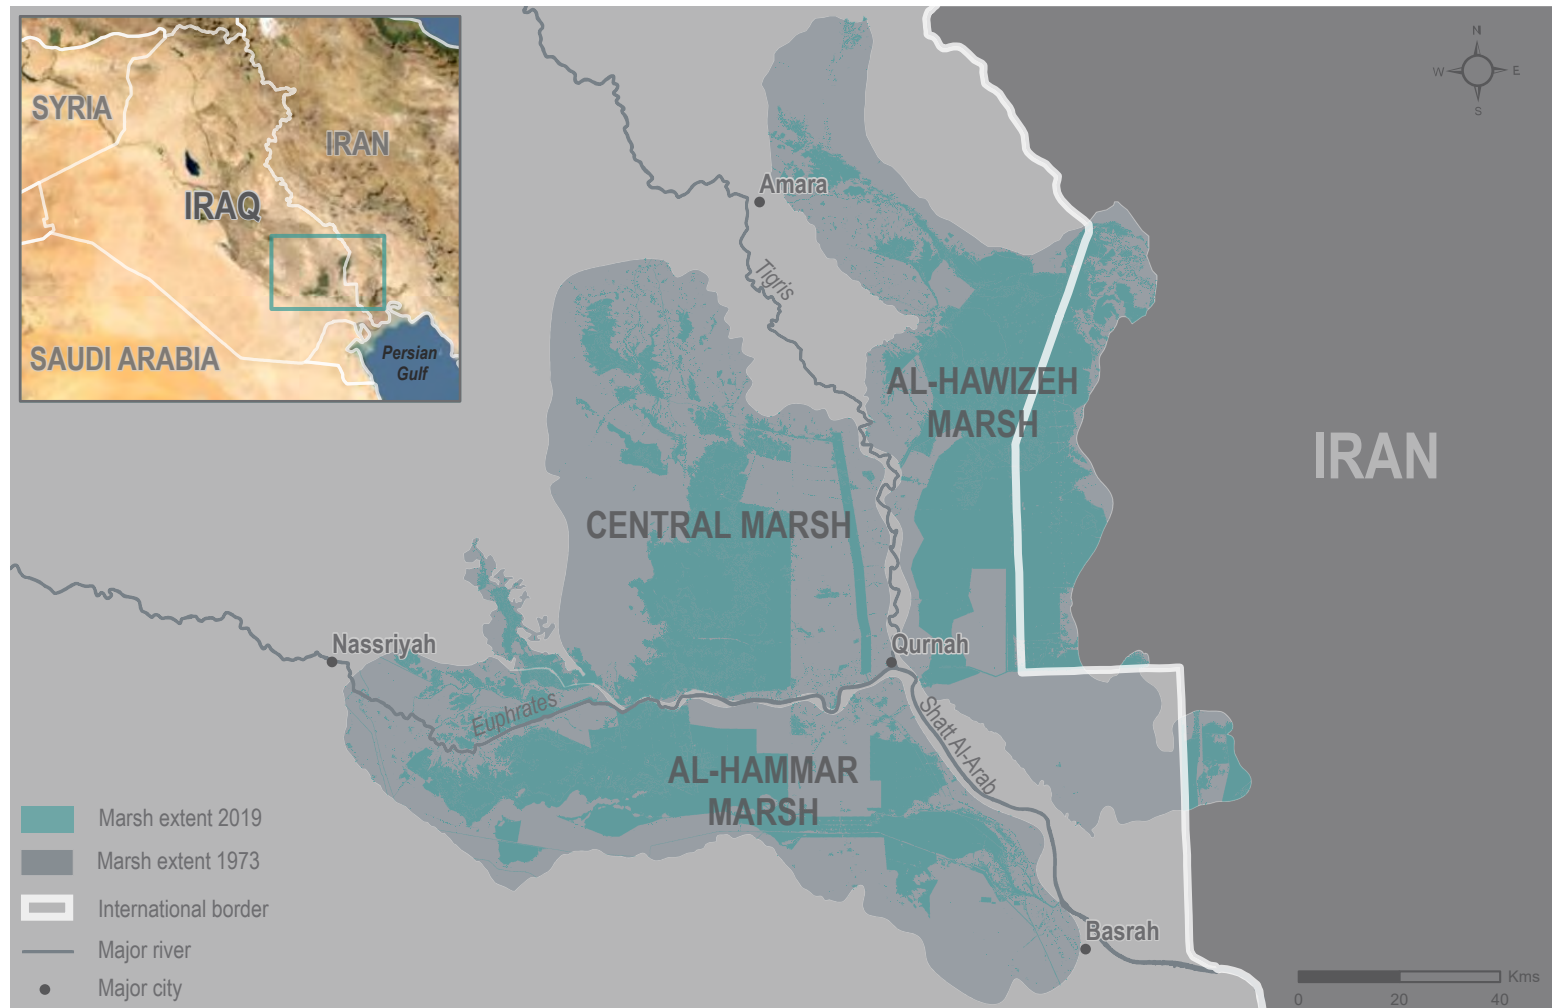 SYRIA
IRAN
IRAQ
SAUDI ARABIA
Persian
Gulf
N
W
E
S
Amara
Tigris
AL-HAWIZEH
MARSH
IRAN
CENTRAL MARSH
Nassriyah
Qurnah
Euphrates
Shatt Al-Arab
AL-HAMMAR
MARSH
Basrah
Marsh extent 2019
Marsh extent 1973
International border
Major river
Major city
Kms
0 20 40